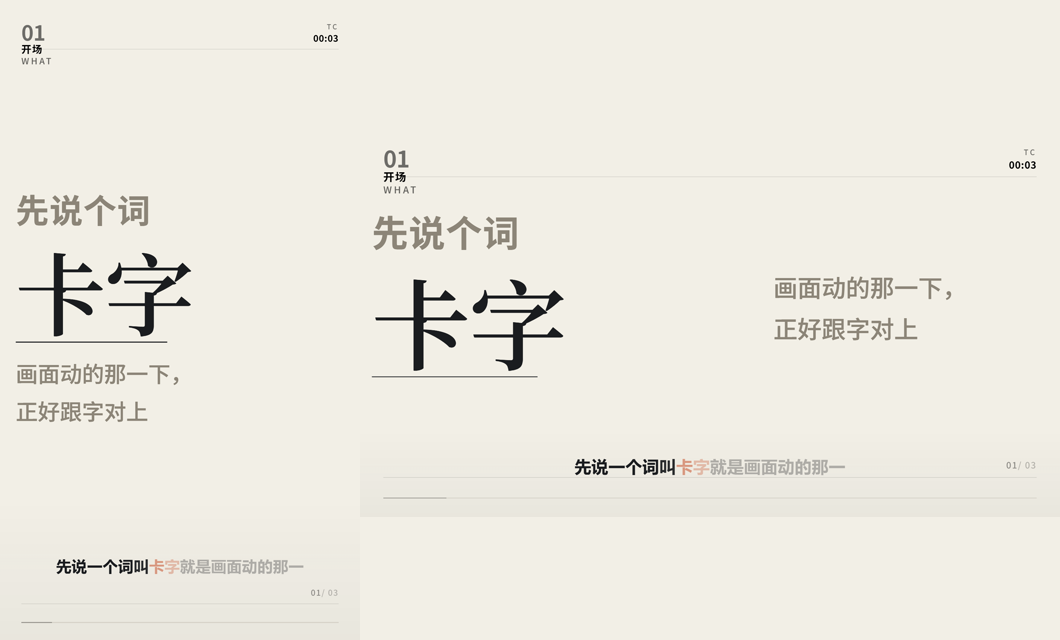 01
开场
WHAT
TC
00:03
先说个词
卡字
画面动的那一下，
正好跟字对上
先说一个词叫卡字就是画面动的那一
01/ 03
01
开场
WHAT
TC
00:03
先说个词
卡字
画面动的那一下，
正好跟字对上
先说一个词叫卡字就是画面动的那一
01/ 03